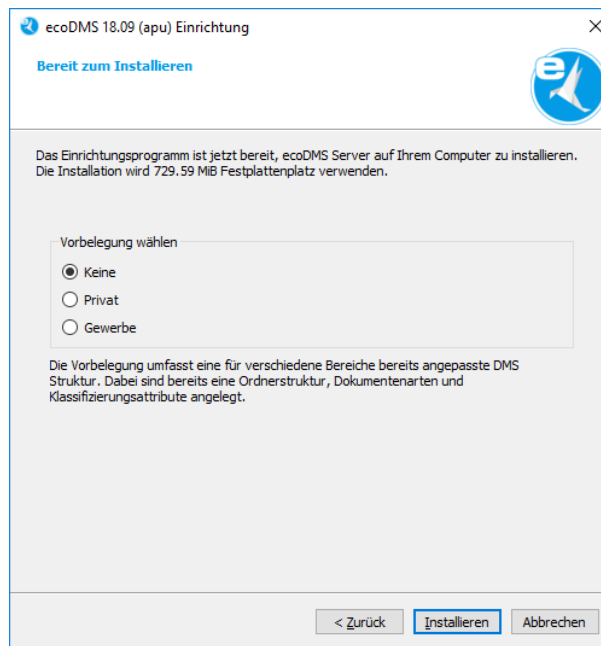 ecoDMS 18.09 (apu) Einrichtung
Bereit zum Installieren
e
Das Einrichtungsprogramm ist jetzt bereit, ecoDMS Server auf Ihrem Computer zu installieren.
Die Installation wird 729.59 MiB Festplattenplatz verwenden.
Vorbelegung wählen
Keine
Privat
Gewerbe
Die Vorbelegung umfasst eine für verschiedene Bereiche bereits angepasste DMS
Struktur. Dabei sind bereits eine Ordnerstruktur, Dokumentenarten und
Klassifizierungsattribute angelegt.
< Zurück Installieren Abbrechen